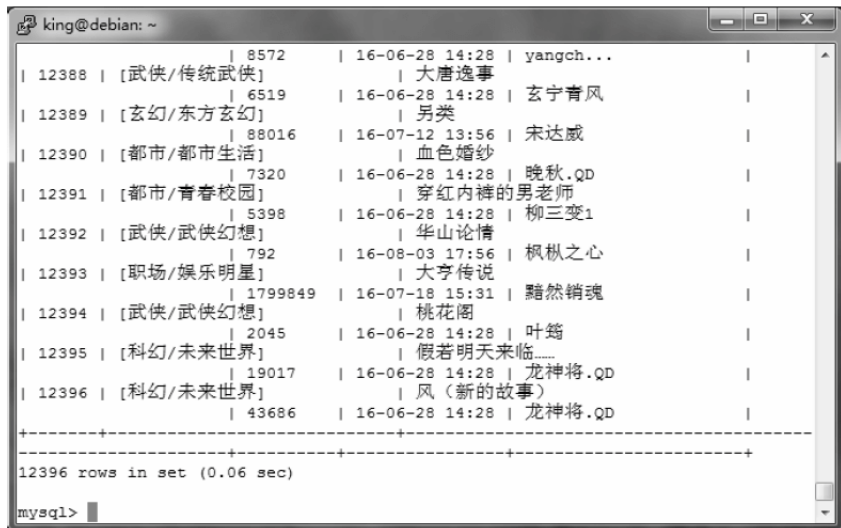 king@debian: ~
| 8572 | 16-06-28 14:28 | yangch... |
| 12388 | [武侠/传统武侠] | 大唐逸事
| 6519 | 16-06-28 14:28 | 玄宁青风 |
| 12389 | [玄幻/东方玄幻] | 另类
| 88016 | 16-07-12 13:56 | 宋达威 |
| 12390 | [都市/都市生活] | 血色婚纱
| 7320 | 16-06-28 14:28 | 晚秋.QD |
| 12391 | [都市/青春校园] | 穿红内裤的男老师
| 5398 | 16-06-28 14:28 | 柳三变1 |
| 12392 | [武侠/武侠幻想] | 华山论情
| 792 | 16-08-03 17:56 | 枫枞之心 |
| 12393 | [职场/娱乐明星] | 大亨传说
| 1799849 | 16-07-18 15:31 | 黯然销魂 |
| 12394 | [武侠/武侠幻想] | 桃花阁
| 2045 | 16-06-28 14:28 | 叶筠 |
| 12395 | [科幻/未来世界] | 假若明天来临……
| 19017 | 16-06-28 14:28 | 龙神将.QD |
| 12396 | [科幻/未来世界] | 风（新的故事）
| 43686 | 16-06-28 14:28 | 龙神将.QD |
12396 rows in set (0.06 sec)
mysql>